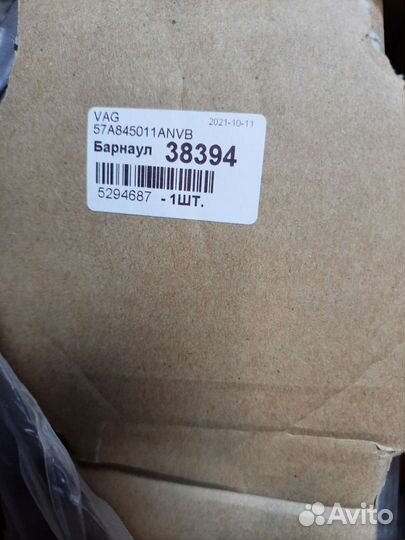 VAG
2021-10-11
57A845011ANVB
Барнаул 38394
5294687 - 1ШТ.
Avito